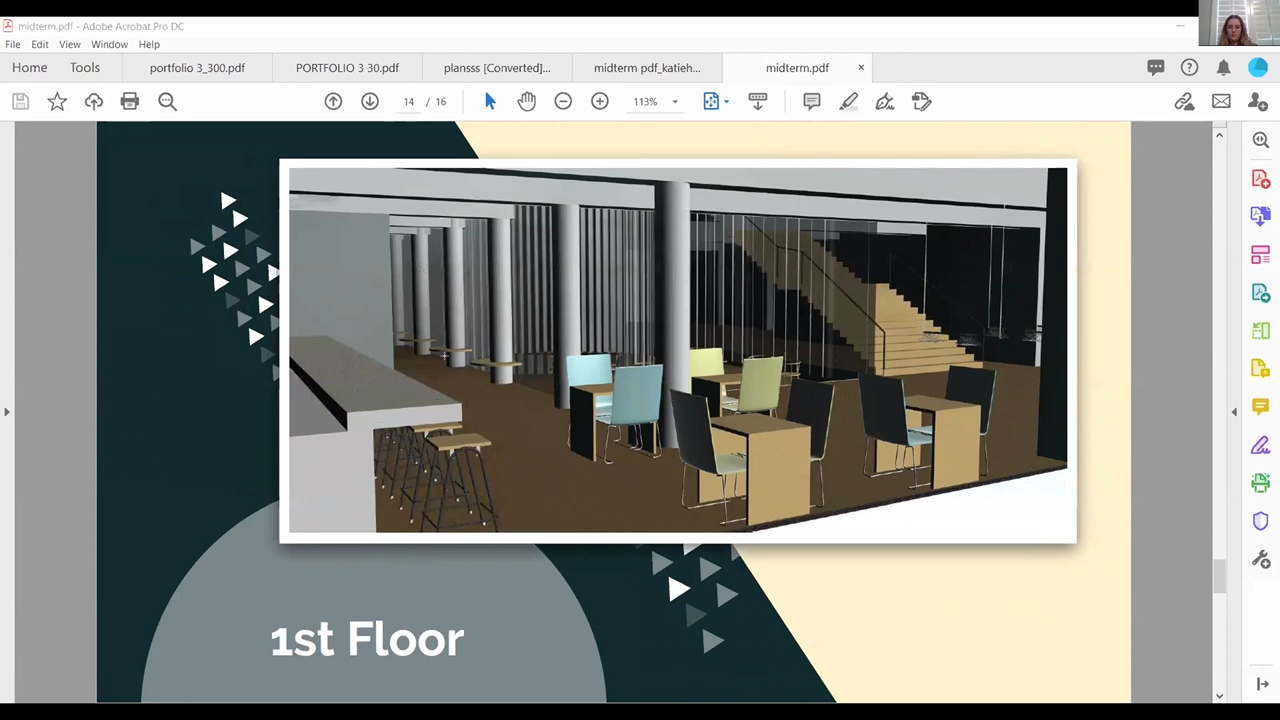 midterm.pdf - Adobe Acrobat Pro DC
File Edit View Window Help
Home Tools portfolio 3_300.pdf PORTFOLIO 3 30.pdf plansss [Converted]... midterm pdf_katieh... midterm.pdf ×
14 / 16 113%
1st Floor